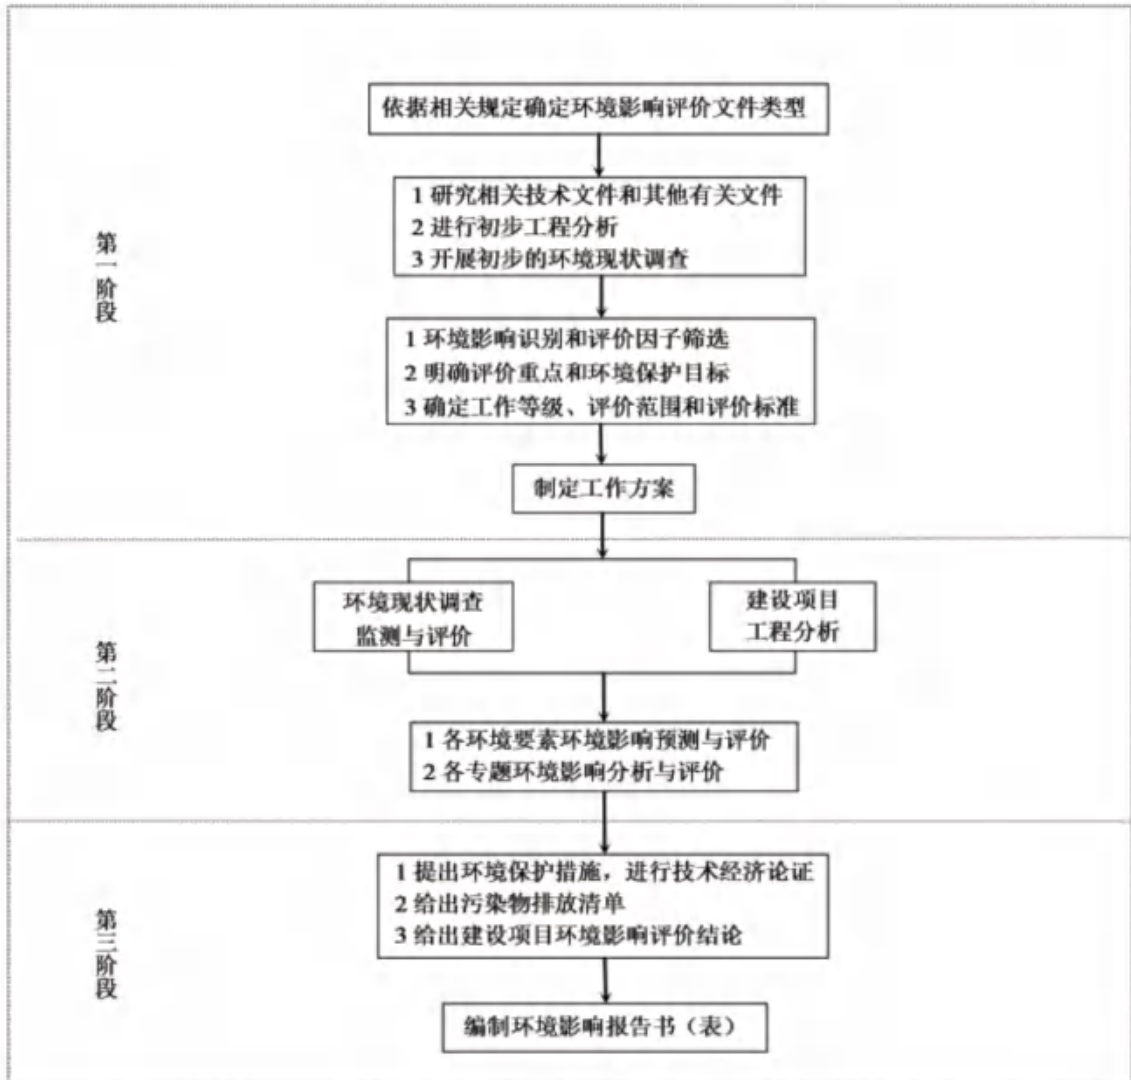 依据相关规定确定环境影响评价文件类型
1 研究相关技术文件和其他有关文件
2 进行初步工程分析
3 开展初步的环境现状调查
第一阶段
1 环境影响识别和评价因子筛选
2 明确评价重点和环境保护目标
3 确定工作等级、评价范围和评价标准
制定工作方案
环境现状调查
监测与评价
建设项目
工程分析
第二阶段
1 各环境要素环境影响预测与评价
2 各专题环境影响分析与评价
1 提出环境保护措施，进行技术经济论证
2 给出污染物排放清单
3 给出建设项目环境影响评价结论
第三阶段
编制环境影响报告书（表）